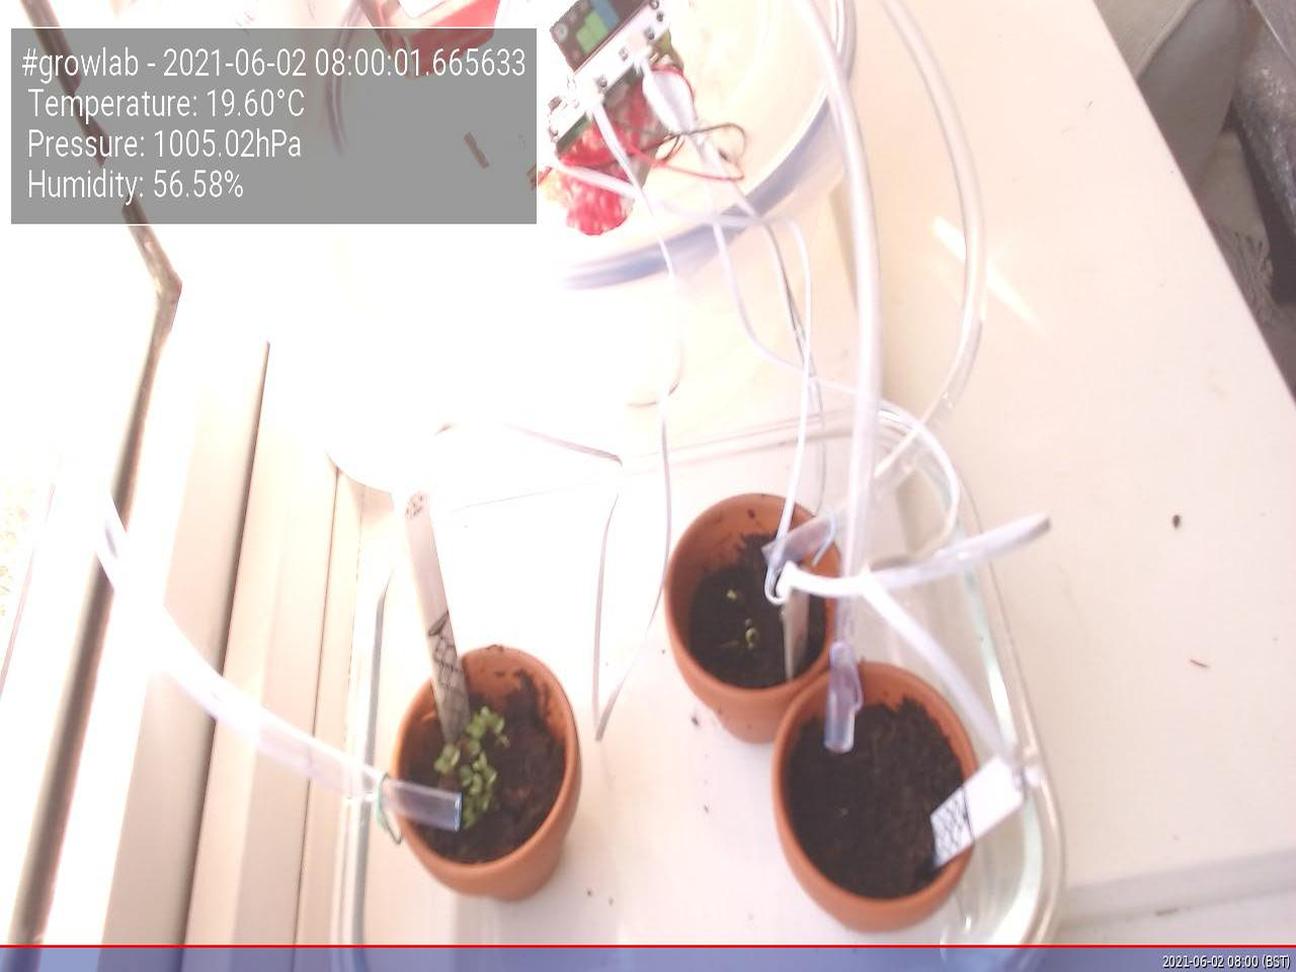 #growlab - 2021-06-02 08:00:01.665633
Temperature: 19.60°C
Pressure: 1005.02hPa
Humidity: 56.58%
2021-06-02 08:00 (BST)